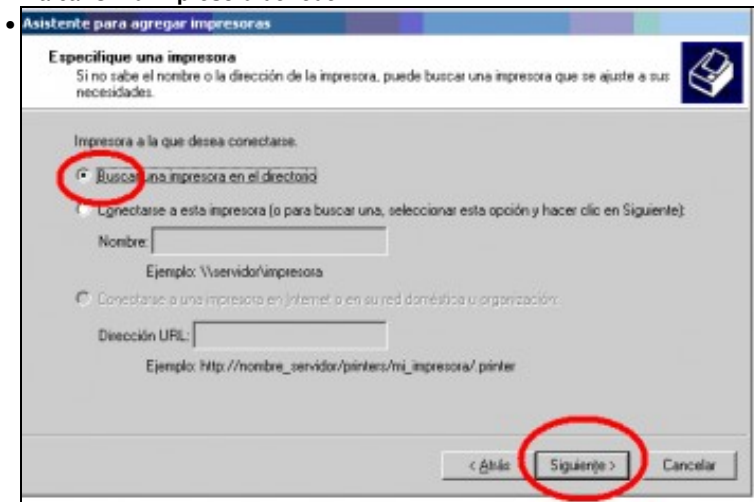 Asistente para agregar impresoras
Especifique una impresora
Si no sabe el nombre o la dirección de la impresora, puede buscar una impresora que se ajuste a sus
necesidades.
Impresora a la que desea conectarse.
Buscar una impresora en el directorio
Conectarse a esta impresora (o para buscar una, seleccionar esta opción y hacer clic en Siguiente):
Nombre:
Ejemplo: \\servidor\impresora
Conectarse a una impresora en Internet o en su red doméstica u organización:
Dirección URL:
Ejemplo: http://nombre_servidor/printers/mi_impresora/.printer
< Atrás Siguiente > Cancelar